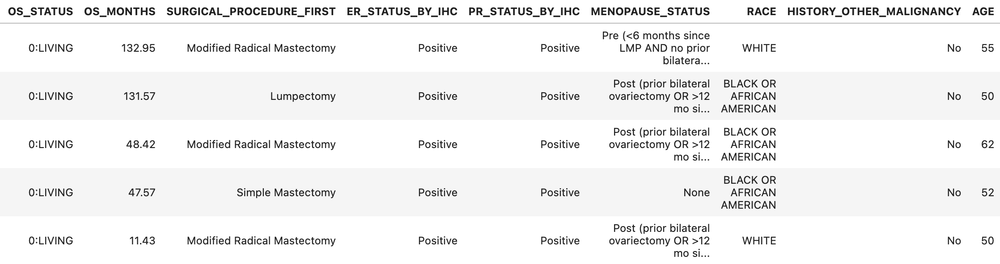 OS_STATUS OS_MONTHS SURGICAL_PROCEDURE_FIRST ER_STATUS_BY_IHC PR_STATUS_BY_IHC MENOPAUSE_STATUS RACE HISTORY_OTHER_MALIGNANCY AGE
Pre (<6 months since
0:LIVING 132.95 Modified Radical Mastectomy Positive Positive LMP AND no prior WHITE No 55
bilatera...
Post (prior bilateral BLACK OR
0:LIVING 131.57 Lumpectomy Positive Positive ovariectomy OR >12 AFRICAN No 50
mo si... AMERICAN
Post (prior bilateral BLACK OR
0:LIVING 48.42 Modified Radical Mastectomy Positive Positive ovariectomy OR >12 AFRICAN No 62
mo si... AMERICAN
BLACK OR
0:LIVING 47.57 Simple Mastectomy Positive Positive None AFRICAN No 52
AMERICAN
Post (prior bilateral
0:LIVING 11.43 Modified Radical Mastectomy Positive Positive ovariectomy OR >12 WHITE No 50
mo si...